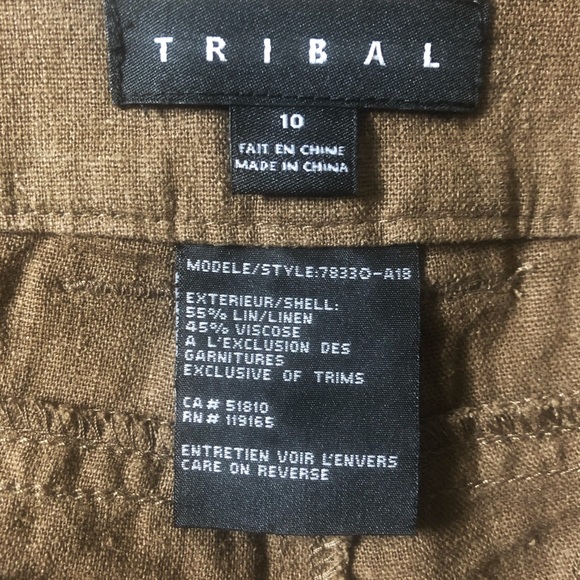 TRIBAL
10
FAIT EN CHINE
MADE IN CHINA
MODELE/STYLE:7833O-A18
EXTERIEUR/SHELL:
55% LIN/LINEN
45% VISCOSE
A L'EXCLUSION DES
GARNITURES
EXCLUSIVE OF TRIMS
CA# 51810
RN# 119165
ENTRETIEN VOIR L'ENVERS
CARE ON REVERSE